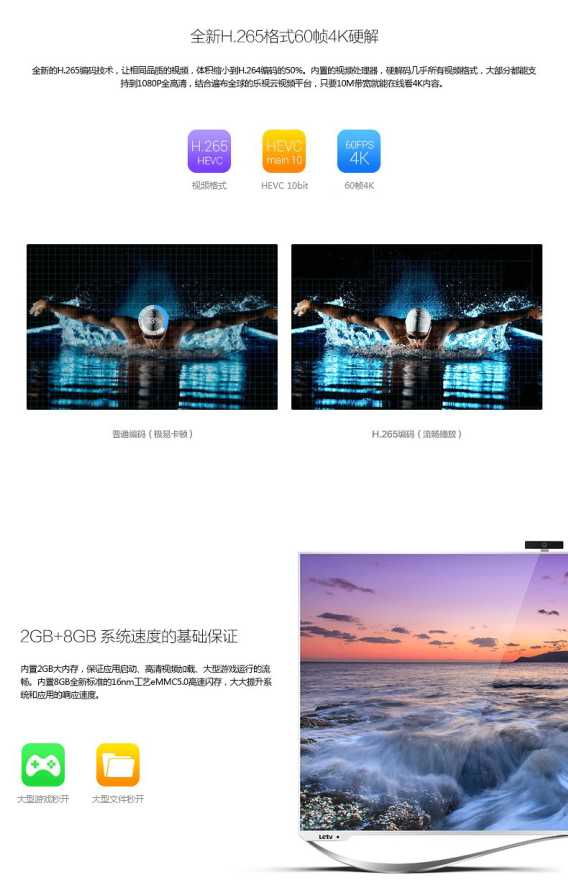 全新H.265格式60帧4K硬解
全新的H.265编码技术，让相同品质的视频，体积缩小到H.264编码的50%。内置的视频处理器，硬解码几乎所有视频格式，大部分都能支
持到1080P全高清，结合遍布全球的乐视云视频平台，只要10M带宽就能在线看4K内容。
H.265
HEVC
HEVC
main 10
60FPS
4K
视频格式
HEVC 10bit
60帧4K
普通编码（极易卡顿）
H.265编码（流畅播放）
2GB+8GB 系统速度的基础保证
内置2GB大内存，保证应用启动、高清视频加载、大型游戏运行的流
畅。内置8GB全新标准的16nm工艺eMMC5.0高速闪存，大大提升系
统和应用的响应速度。
大型游戏秒开
大型文件秒开
Letv